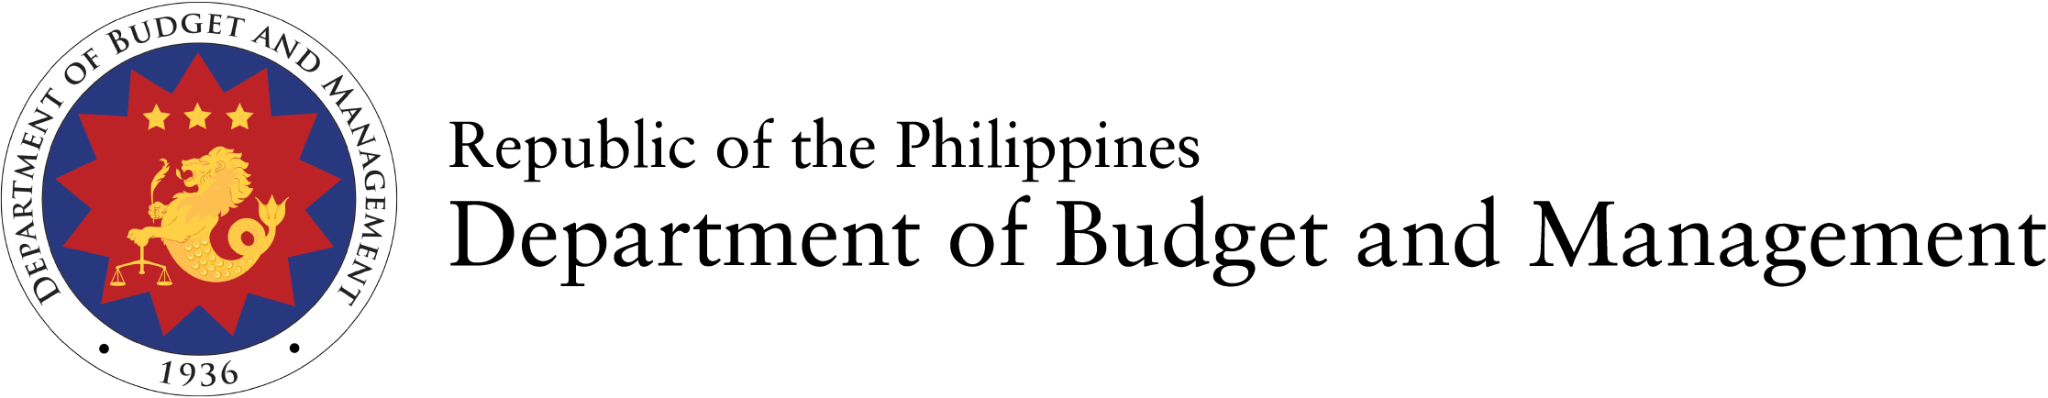 DEPARTMENT OF BUDGET AND MANAGEMENT
1936
Republic of the Philippines
Department of Budget and Management